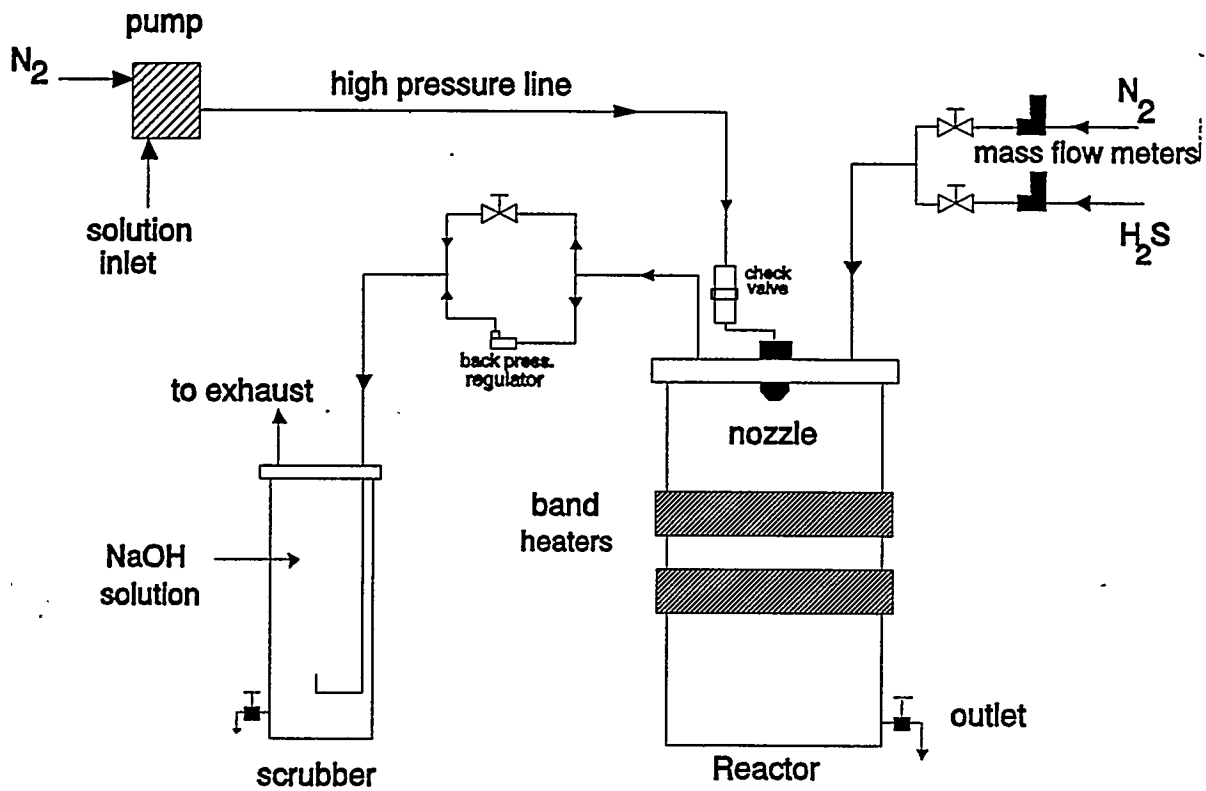 pump
N2
high pressure line
N2
mass flow meters
solution
inlet
H2S
check
valve
back press.
regulator
to exhaust
nozzle
band
heaters
NaOH
solution
outlet
scrubber
Reactor